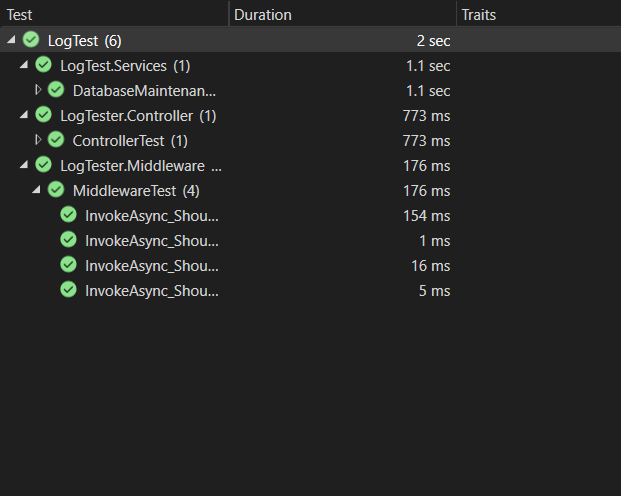 Test Duration Traits
LogTest (6) 2 sec
LogTest.Services (1) 1.1 sec
DatabaseMaintenan... 1.1 sec
LogTester.Controller (1) 773 ms
ControllerTest (1) 773 ms
LogTester.Middleware ... 176 ms
MiddlewareTest (4) 176 ms
InvokeAsync_Shou... 154 ms
InvokeAsync_Shou... 1 ms
InvokeAsync_Shou... 16 ms
InvokeAsync_Shou... 5 ms